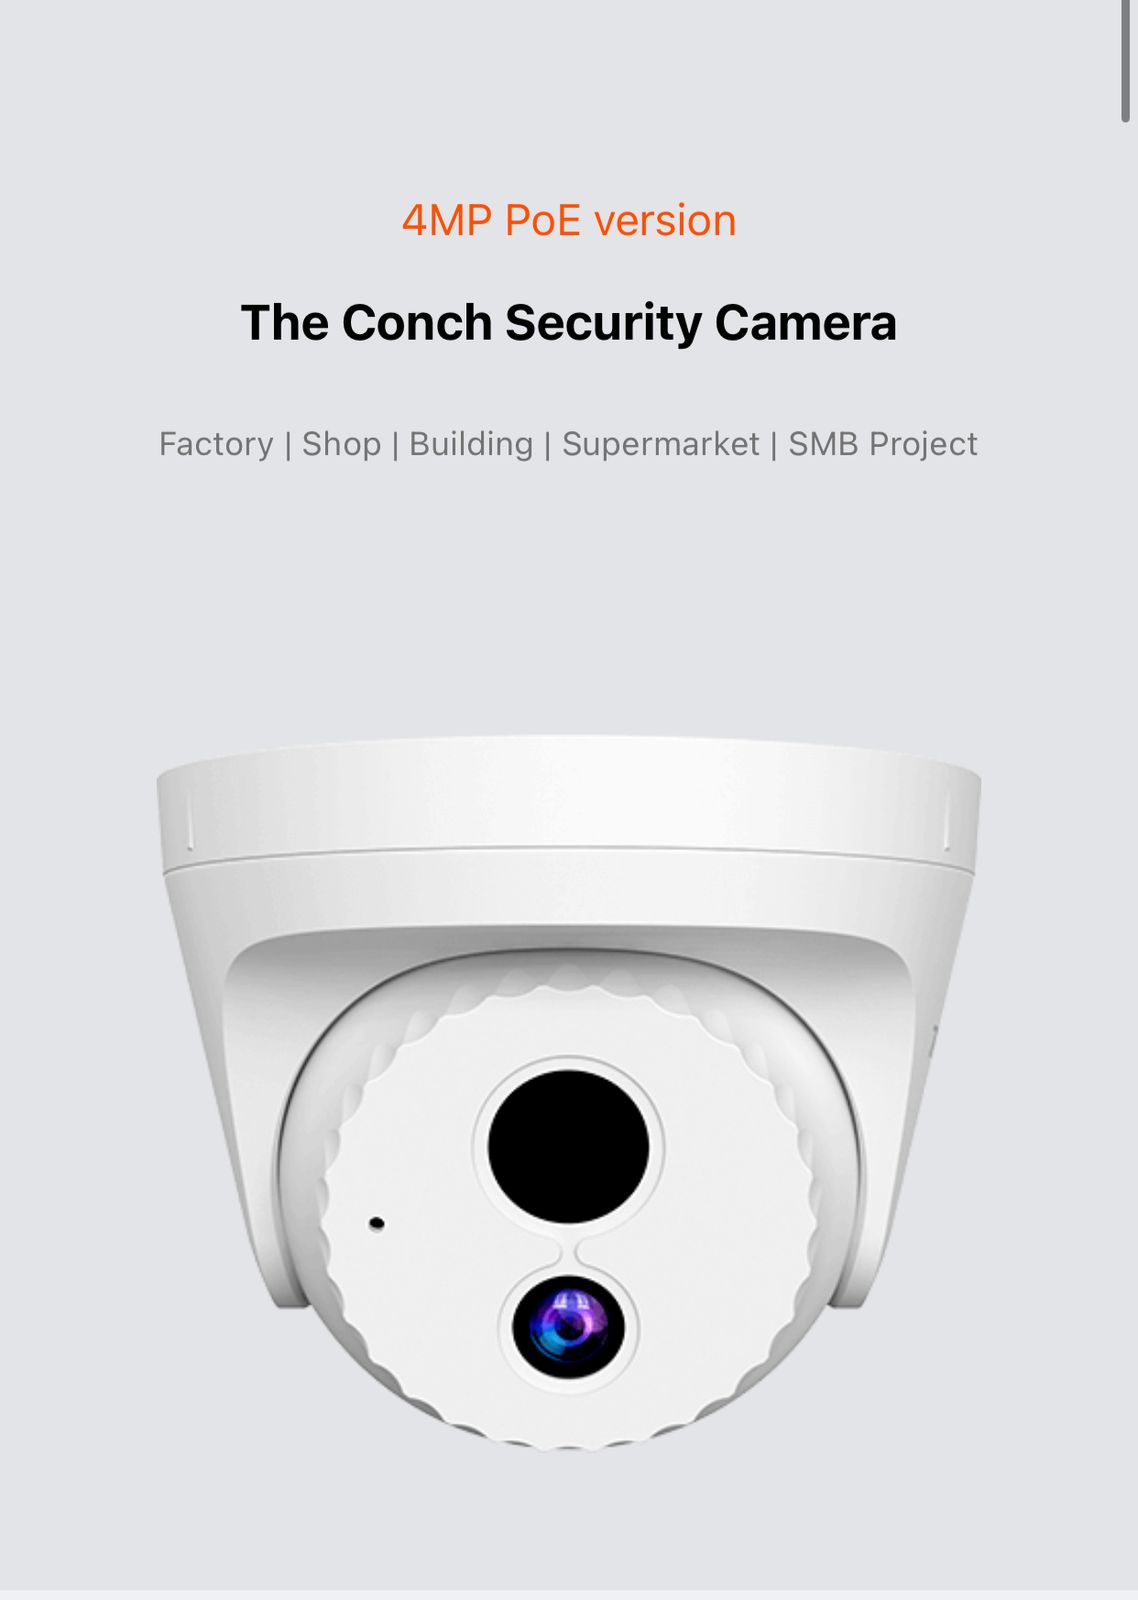 4MP PoE version
The Conch Security Camera
Factory | Shop | Building | Supermarket | SMB Project